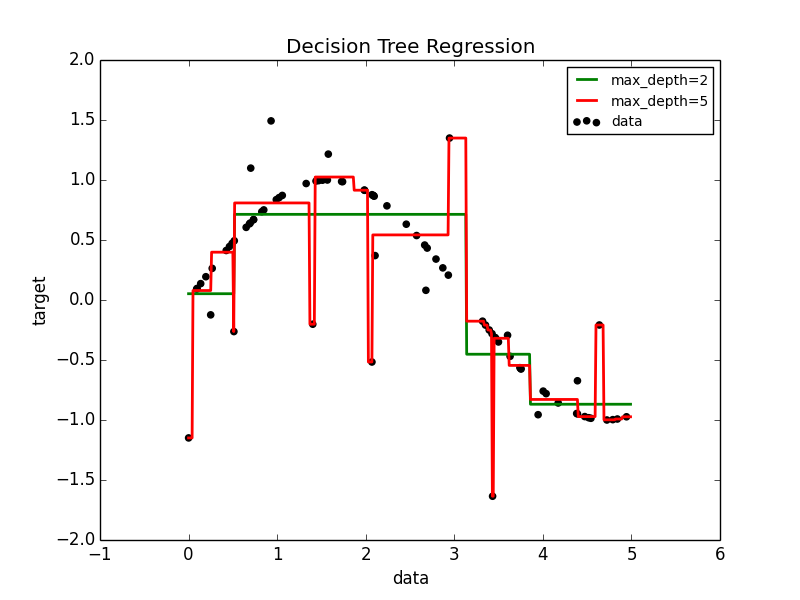 Decision Tree Regression
max_depth=2
max_depth=5
data
2.0
1.5
1.0
0.5
0.0
−0.5
−1.0
−1.5
−2.0
target
−1 0 1 2 3 4 5 6
data